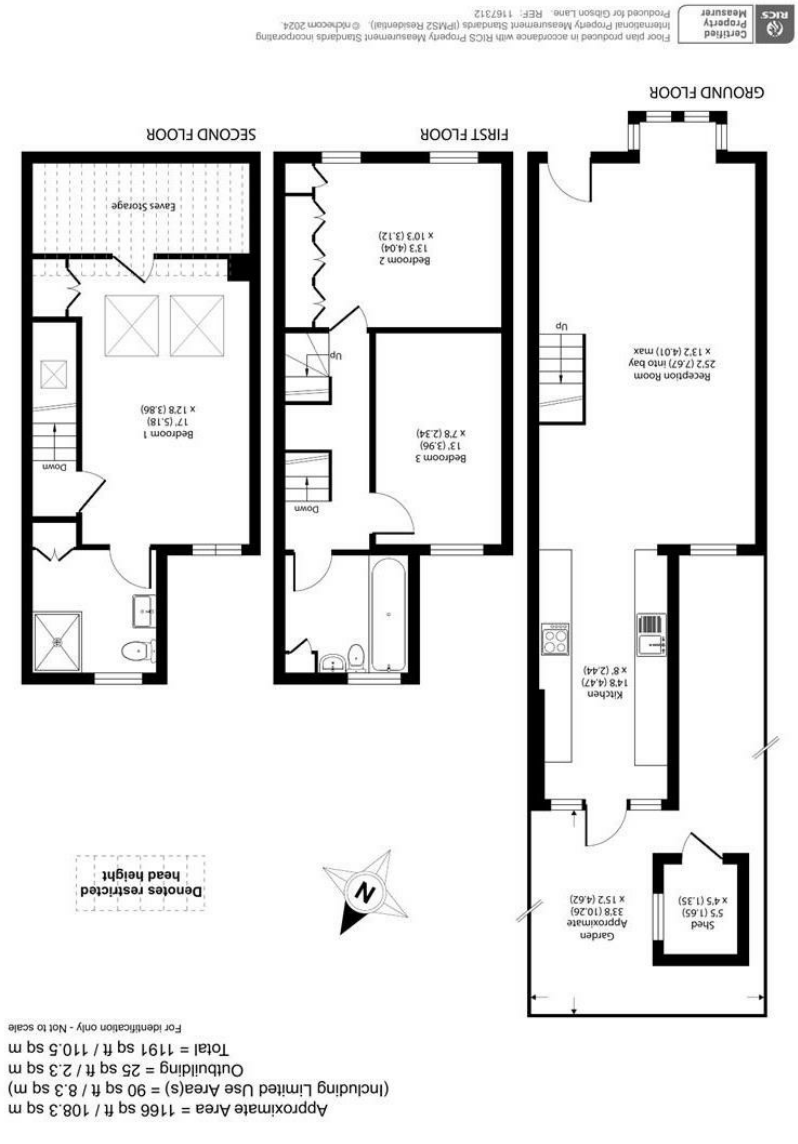 Approximate Area = 1166 sq ft / 108.3 sq m
(Including Limited Use Area(s) = 90 sq ft / 8.3 sq m)
Outbuilding = 25 sq ft / 2.3 sq m
Total = 1191 sq ft / 110.5 sq m
For identification only - Not to scale
Shed
5'5 (1.65)
x 4'5 (1.35)
Garden
Approximate
33'8 (10.26)
x 15'2 (4.62)
N
Denotes restricted
head height
Kitchen
14'8 (4.47)
x 8' (2.44)
Reception Room
25'2 (7.67) into bay
x 13'2 (4.01) max
Up
Down
Bedroom 3
13' (3.96)
x 7'8 (2.34)
Up
Bedroom 2
13'3 (4.04)
x 10'3 (3.12)
Down
Bedroom 1
17' (5.18)
x 12'8 (3.86)
Eaves Storage
GROUND FLOOR
FIRST FLOOR
SECOND FLOOR
RICS
Certified
Property
Measurer
Floor plan produced in accordance with RICS Property Measurement Standards incorporating
International Property Measurement Standards (IPMS2 Residential). © nichecom 2024.
Produced for Gibson Lane. REF: 1167312